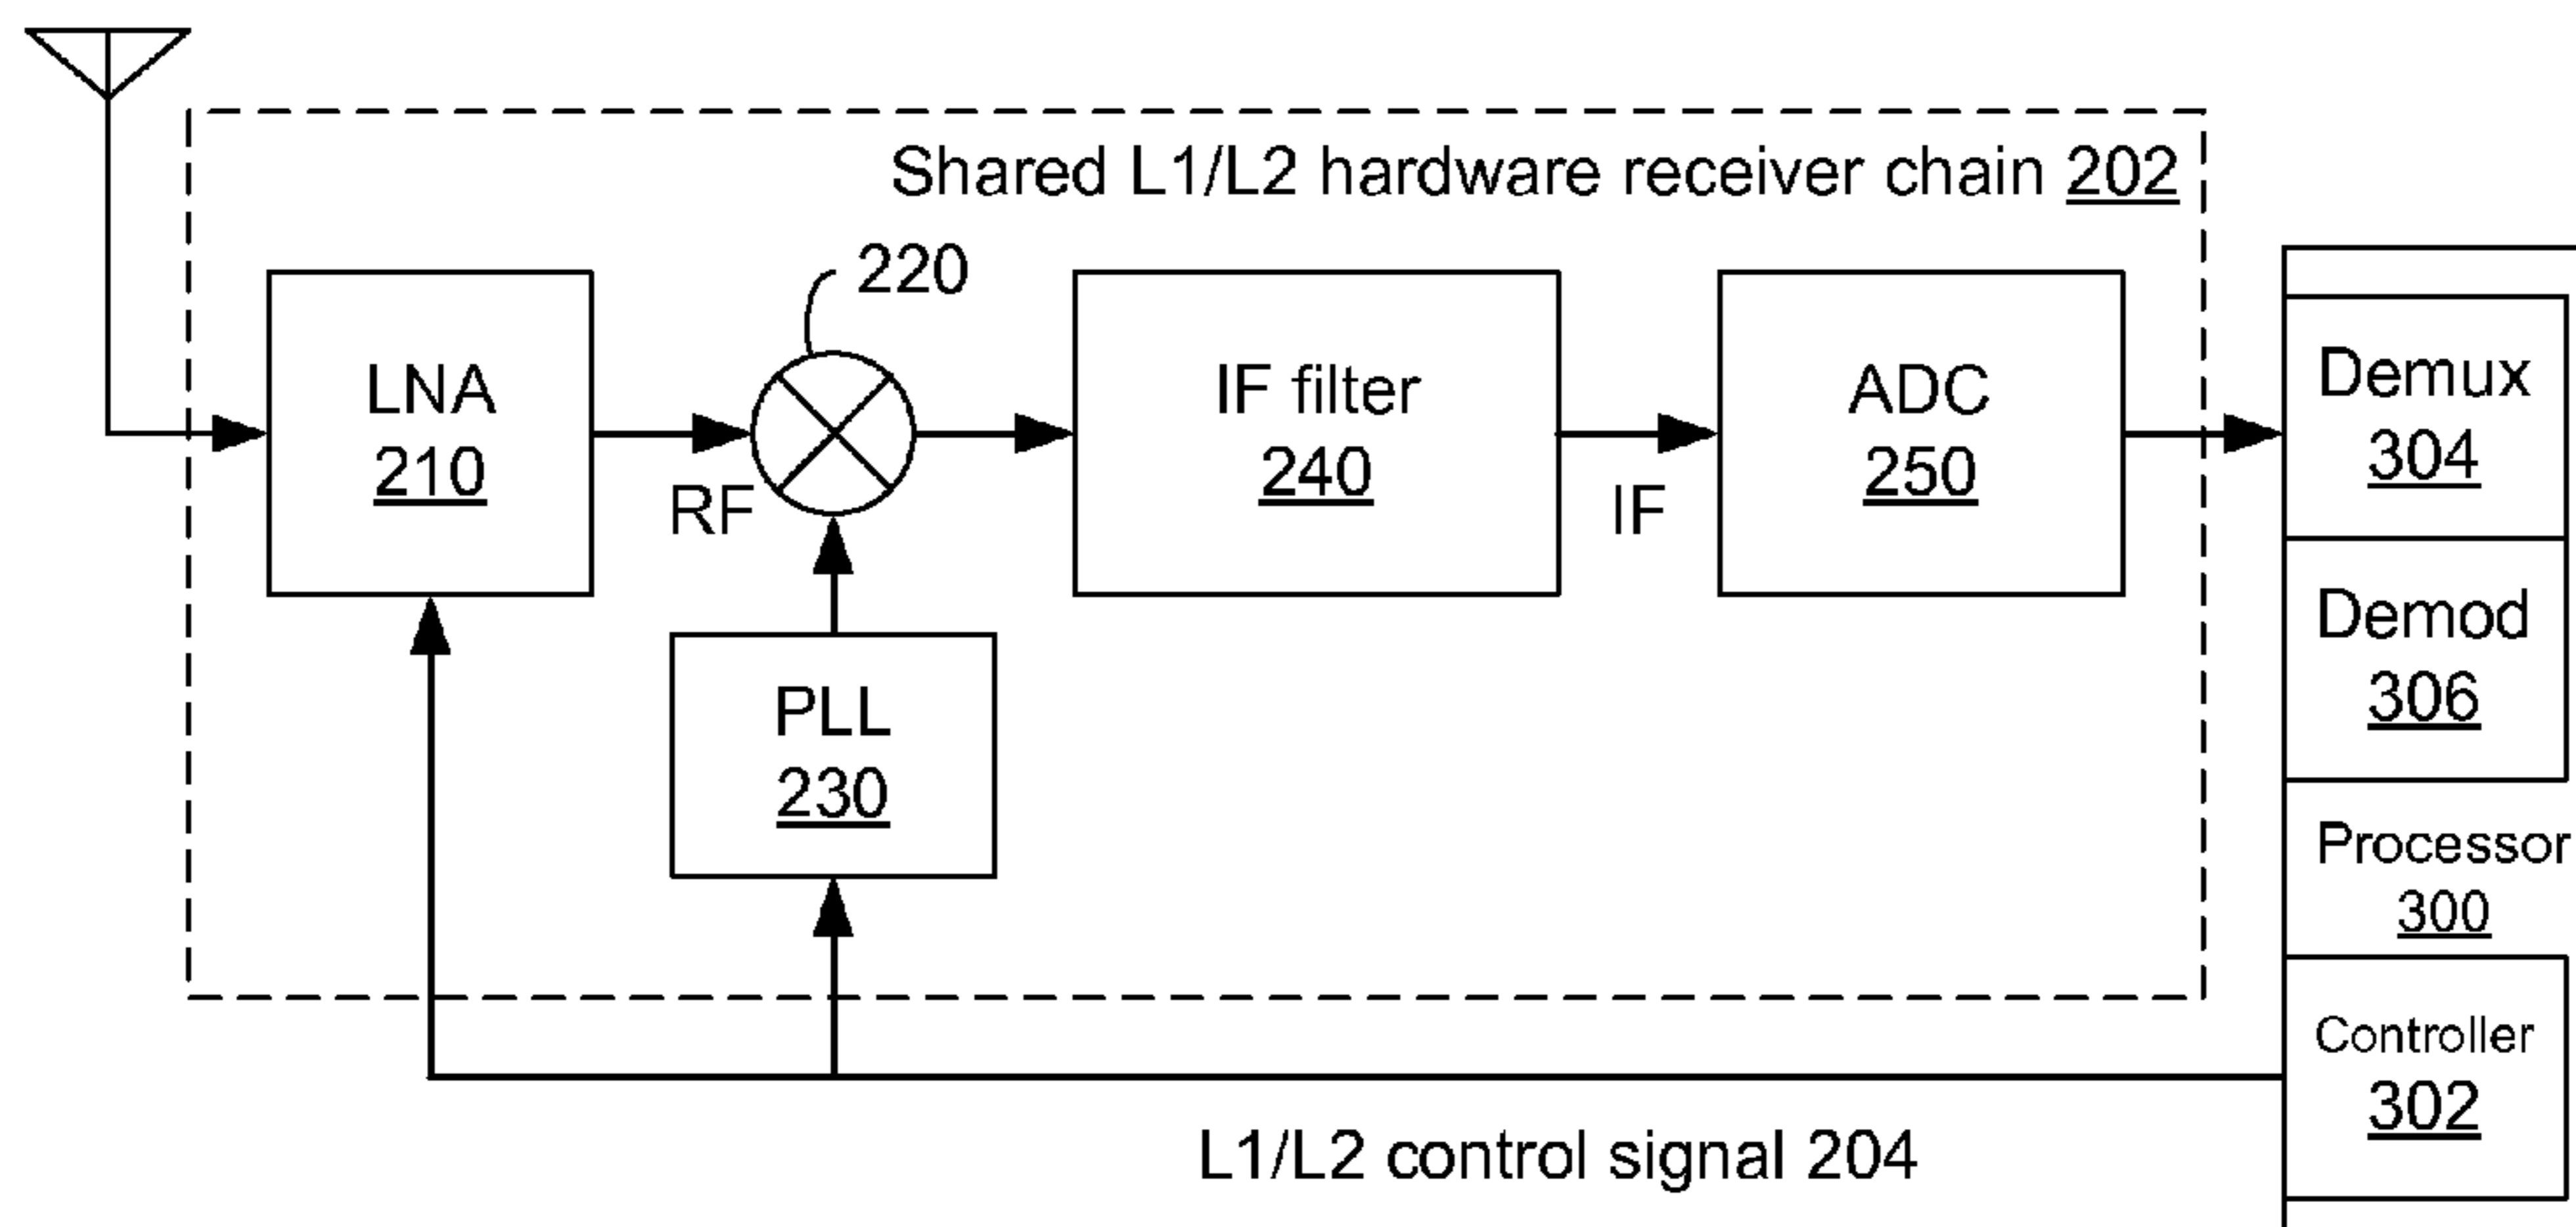 Shared L1/L2 hardware receiver chain 202
220
LNA
210
RF
IF filter
240
IF
ADC
250
PLL
230
Demux
304
Demod
306
Processor
300
Controller
302
L1/L2 control signal 204